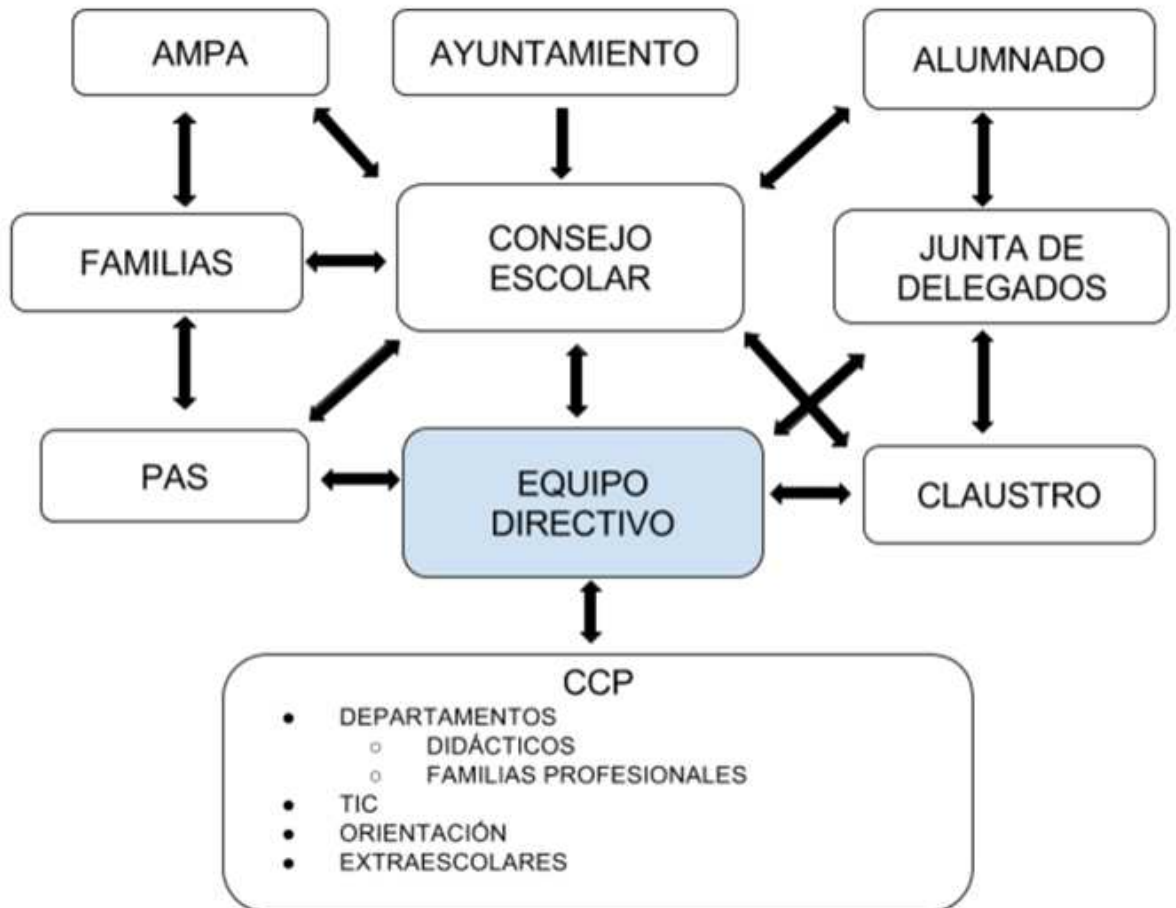 AMPA
AYUNTAMIENTO
ALUMNADO
FAMILIAS
CONSEJO
ESCOLAR
JUNTA DE
DELEGADOS
PAS
EQUIPO
DIRECTIVO
CLAUSTRO
CCP
● DEPARTAMENTOS
○ DIDÁCTICOS
○ FAMILIAS PROFESIONALES
● TIC
● ORIENTACIÓN
● EXTRAESCOLARES